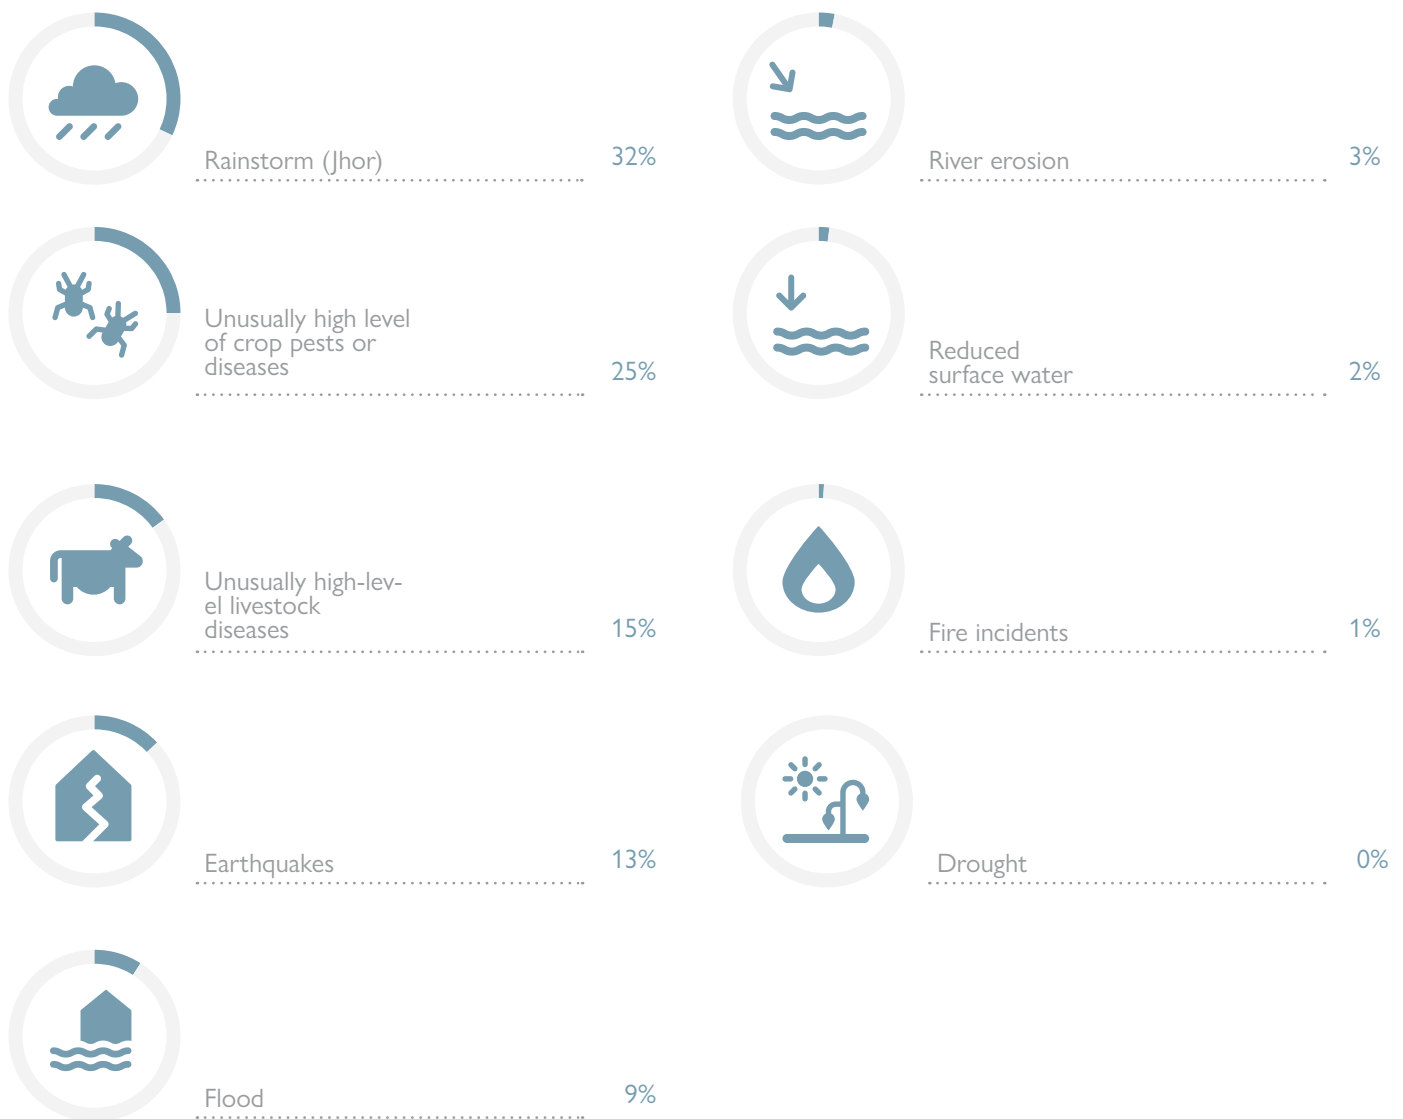 Rainstorm (Jhor)
32%
Unusually high level
of crop pests or
diseases
25%
Unusually high-lev-
el livestock
diseases
15%
Earthquakes
13%
Flood
9%
River erosion
3%
Reduced
surface water
2%
Fire incidents
1%
Drought
0%